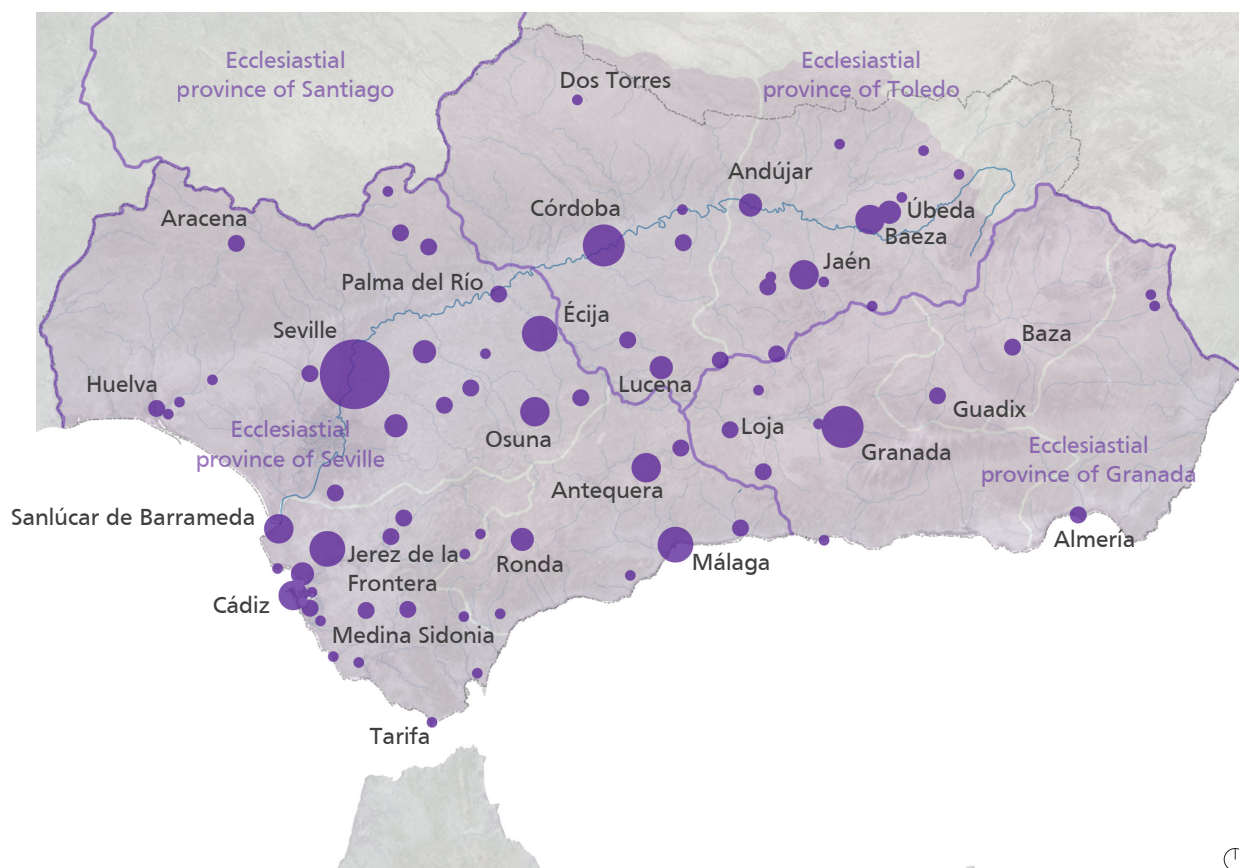 Ecclesiastial
province of Santiago
Ecclesiastial
province of Toledo
Dos Torres
Andújar
Aracena
Córdoba
Úbeda
Baeza
Jaén
Palma del Río
Écija
Seville
Baza
Huelva
Lucena
Guadix
Loja
Ecclesiastial
province of Seville
Osuna
Granada
Ecclesiastial
province of Granada
Antequera
Sanlúcar de Barrameda
Almería
Jerez de la
Frontera
Ronda
Málaga
Cádiz
Medina Sidonia
Tarifa